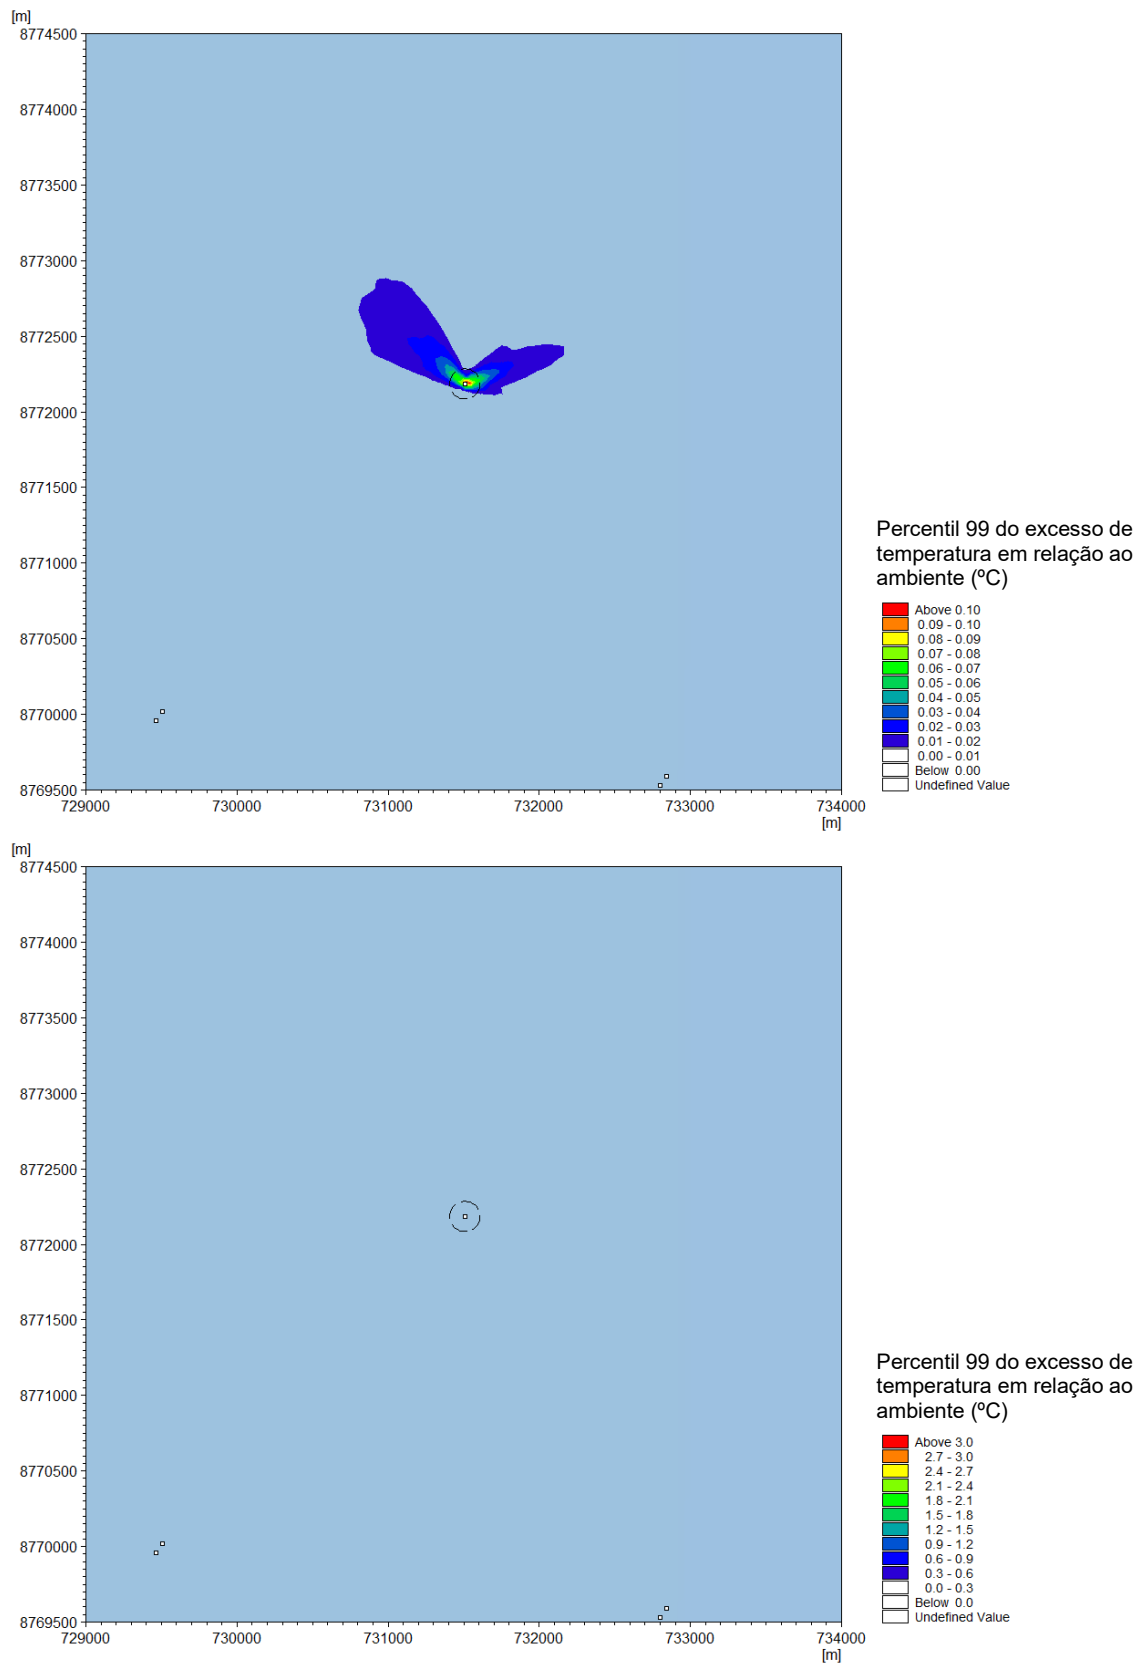 [m]
8774500
8774000
8773500
8773000
8772500
8772000
8771500
8771000
8770500
8770000
8769500
729000 730000 731000 732000 733000 734000
[m]
Percentil 99 do excesso de
temperatura em relação ao
ambiente (ºC)
Above 0.10
0.09 - 0.10
0.08 - 0.09
0.07 - 0.08
0.06 - 0.07
0.05 - 0.06
0.04 - 0.05
0.03 - 0.04
0.02 - 0.03
0.01 - 0.02
0.00 - 0.01
Below 0.00
Undefined Value
[m]
8774500
8774000
8773500
8773000
8772500
8772000
8771500
8771000
8770500
8770000
8769500
729000 730000 731000 732000 733000 734000
[m]
Percentil 99 do excesso de
temperatura em relação ao
ambiente (ºC)
Above 3.0
2.7 - 3.0
2.4 - 2.7
2.1 - 2.4
1.8 - 2.1
1.5 - 1.8
1.2 - 1.5
0.9 - 1.2
0.6 - 0.9
0.3 - 0.6
0.0 - 0.3
Below 0.0
Undefined Value